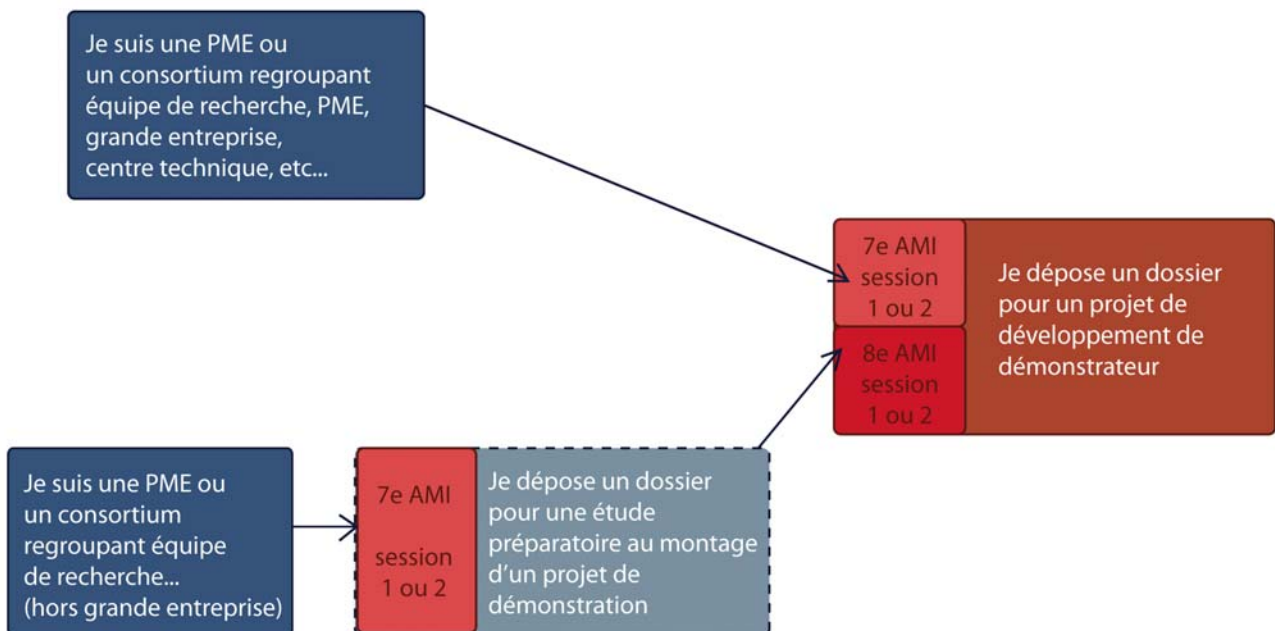 Je suis une PME ou
un consortium regroupant
équipe de recherche, PME,
grande entreprise,
centre technique, etc...
7e AMI
session
1 ou 2
8e AMI
session
1 ou 2
Je dépose un dossier
pour un projet de
développement de
démonstrateur
Je suis une PME ou
un consortium
regroupant équipe
de recherche...
(hors grande entreprise)
7e AMI
session
1 ou 2
Je dépose un dossier
pour une étude
préparatoire au montage
d'un projet de
démonstration